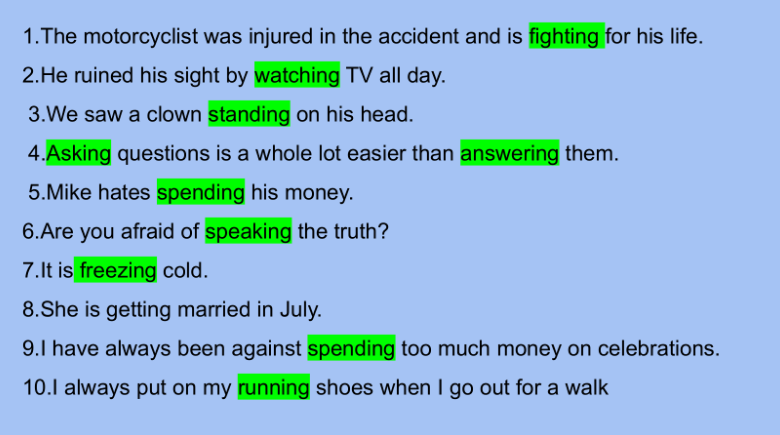 1.The motorcyclist was injured in the accident and is fighting for his life.
2.He ruined his sight by watching TV all day.
3.We saw a clown standing on his head.
4.Asking questions is a whole lot easier than answering them.
5.Mike hates spending his money.
6.Are you afraid of speaking the truth?
7.It is freezing cold.
8.She is getting married in July.
9.I have always been against spending too much money on celebrations.
10.I always put on my running shoes when I go out for a walk